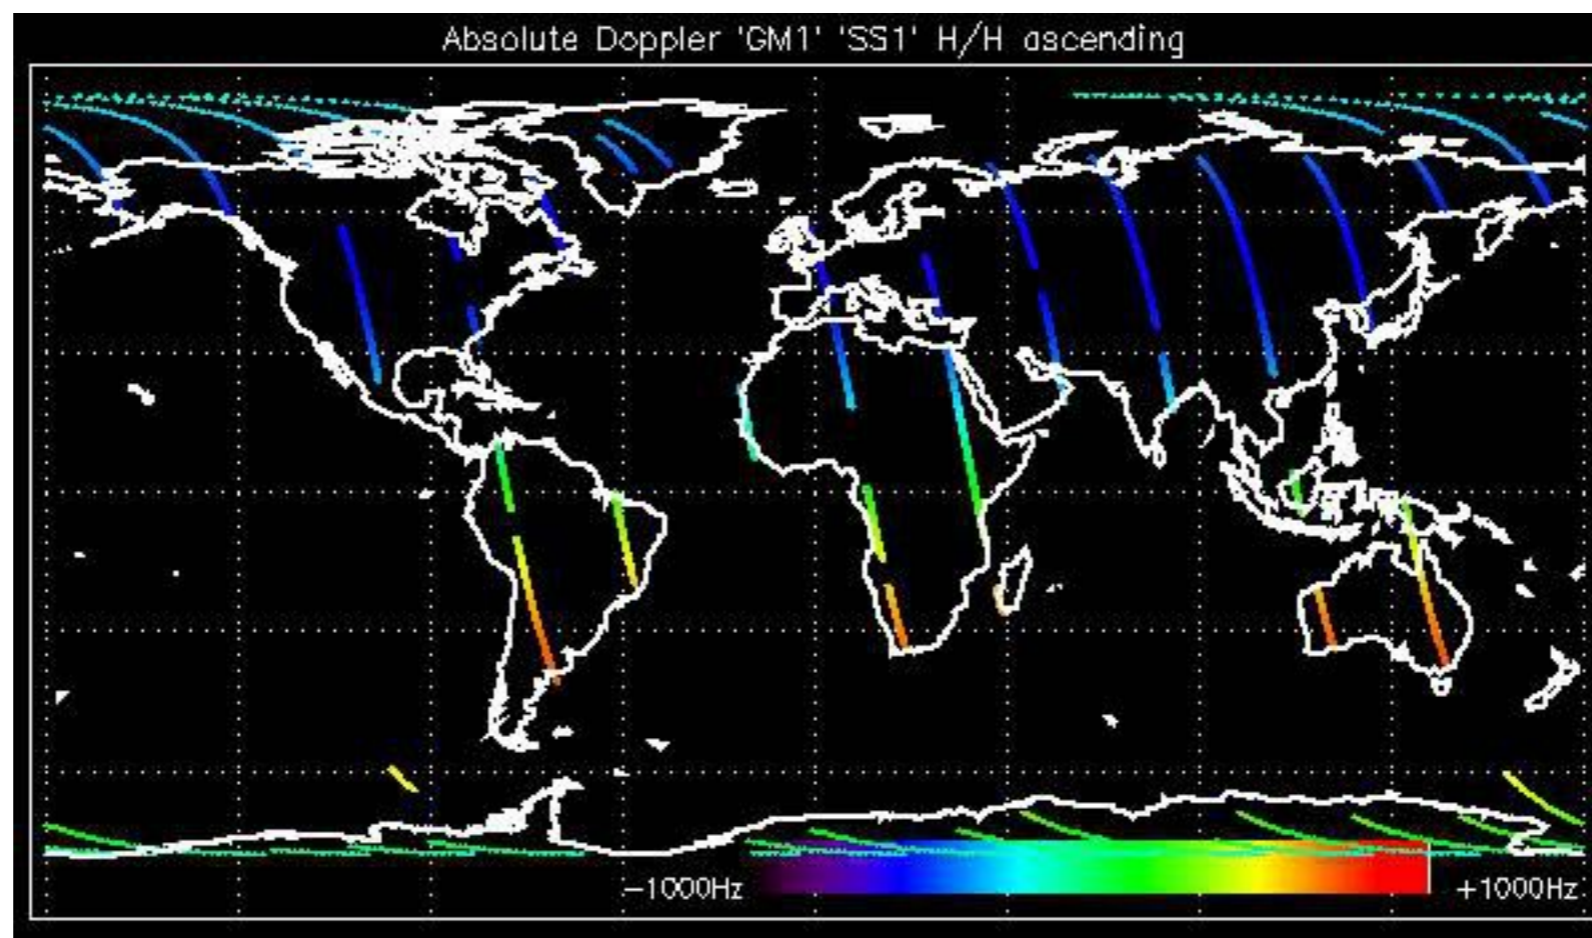 Absolute Doppler 'GM1' 'SS1' H/H ascending
-1000Hz
+1000Hz